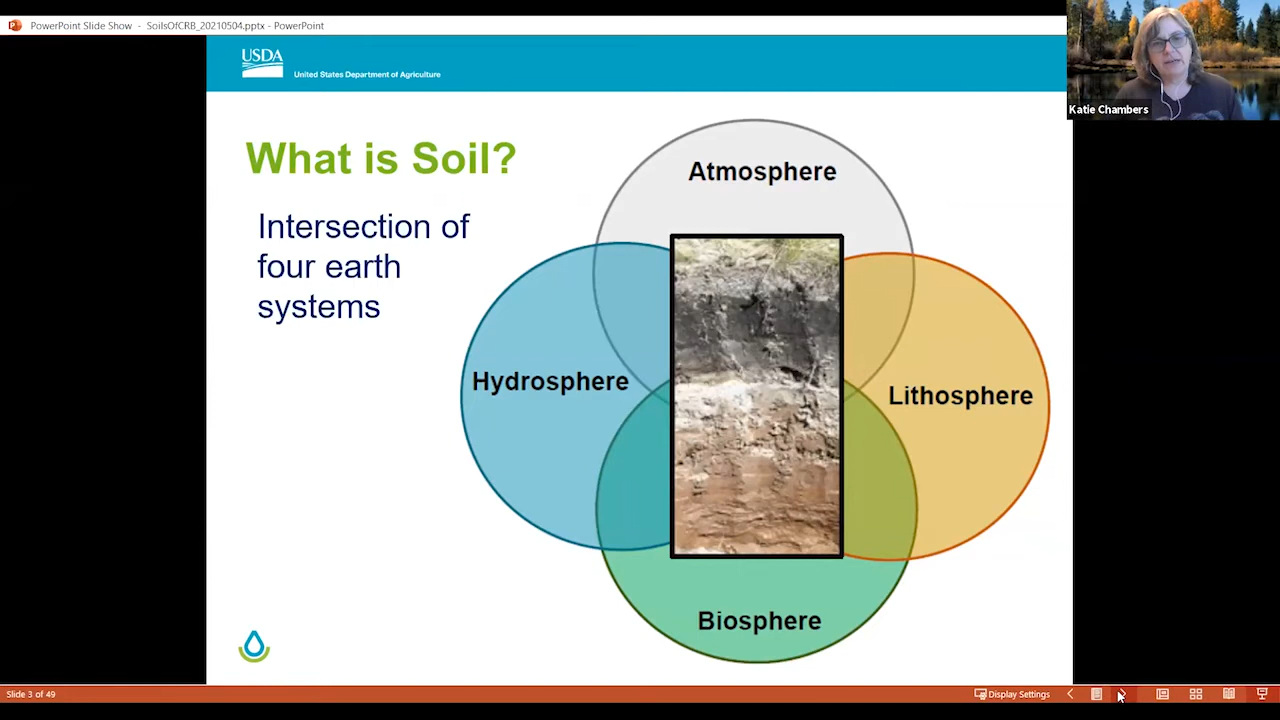 PowerPoint Slide Show - SoilsOfCRB_20210504.pptx - PowerPoint
USDA
United States Department of Agriculture
Katie Chambers
What is Soil?
Intersection of
four earth
systems
Atmosphere
Hydrosphere
Lithosphere
Biosphere
Slide 3 of 49
Display Settings